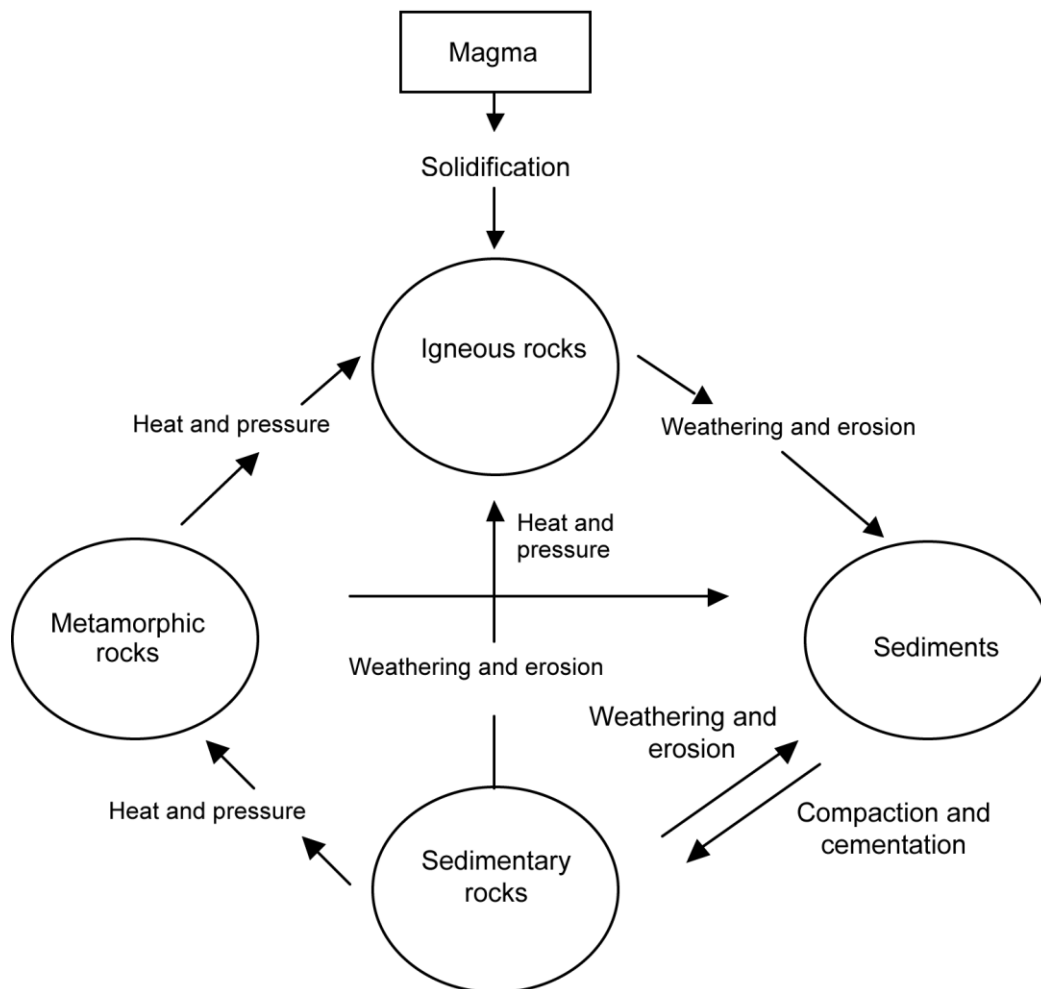 Magma
Solidification
Igneous rocks
Heat and pressure
Weathering and erosion
Heat and
pressure
Metamorphic
rocks
Sediments
Weathering and erosion
Weathering and
erosion
Heat and pressure
Compaction and
cementation
Sedimentary
rocks